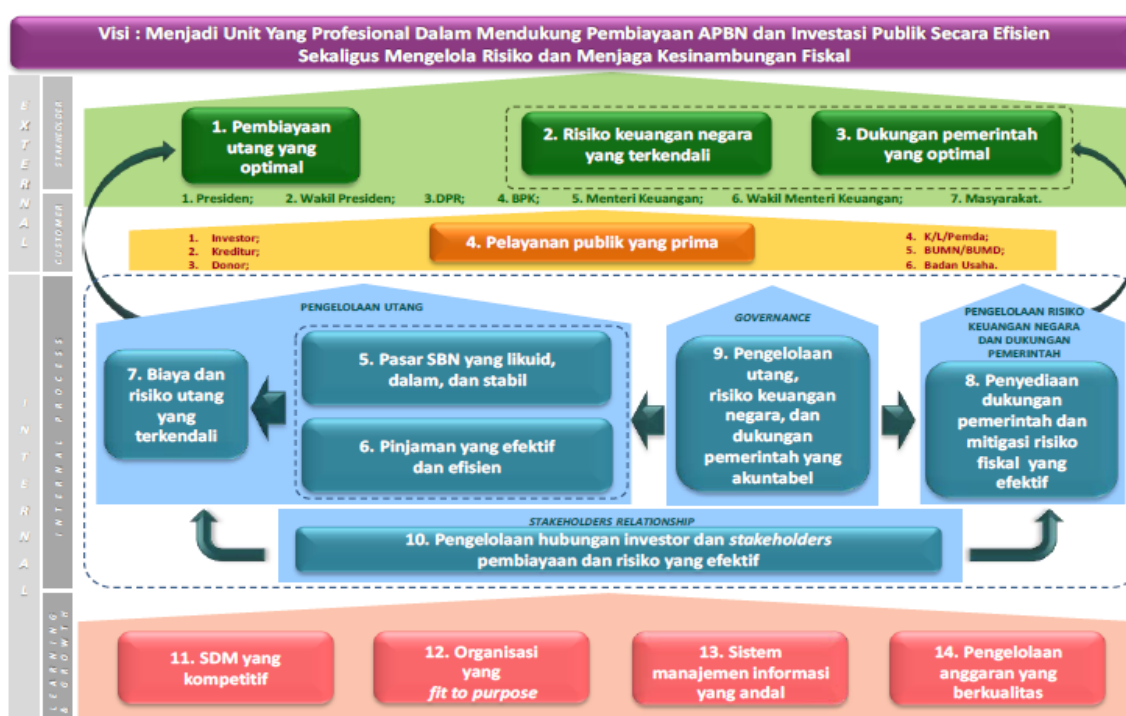 Visi : Menjadi Unit Yang Profesional Dalam Mendukung Pembiayaan APBN dan Investasi Publik Secara Efisien
Sekaligus Mengelola Risiko dan Menjaga Kesinambungan Fiskal
EXTERNAL
STAKEHOLDER
1. Pembiayaan
utang yang
optimal
2. Risiko keuangan negara
yang terkendali
3. Dukungan pemerintah
yang optimal
1. Presiden; 2. Wakil Presiden; 3.DPR; 4. BPK; 5. Menteri Keuangan; 6. Wakil Menteri Keuangan; 7. Masyarakat.
CUSTOMER
1. Investor;
2. Kreditur;
3. Donor;
4. Pelayanan publik yang prima
4. K/L/Pemda;
5. BUMN/BUMD;
6. Badan Usaha.
INTERNAL
INTERNAL PROCESS
PENGELOLAAN UTANG
7. Biaya dan
risiko utang
yang
terkendali
5. Pasar SBN yang likuid,
dalam, dan stabil
6. Pinjaman yang efektif
dan efisien
GOVERNANCE
9. Pengelolaan
utang,
risiko keuangan
negara, dan
dukungan
pemerintah yang
akuntabel
PENGELOLAAN RISIKO
KEUANGAN NEGARA
DAN DUKUNGAN
PEMERINTAH
8. Penyediaan
dukungan
pemerintah dan
mitigasi risiko
fiskal yang
efektif
STAKEHOLDERS RELATIONSHIP
10. Pengelolaan hubungan investor dan stakeholders
pembiayaan dan risiko yang efektif
LEARNING
& GROWTH
11. SDM yang
kompetitif
12. Organisasi
yang
fit to purpose
13. Sistem
manajemen informasi
yang andal
14. Pengelolaan
anggaran yang
berkualitas